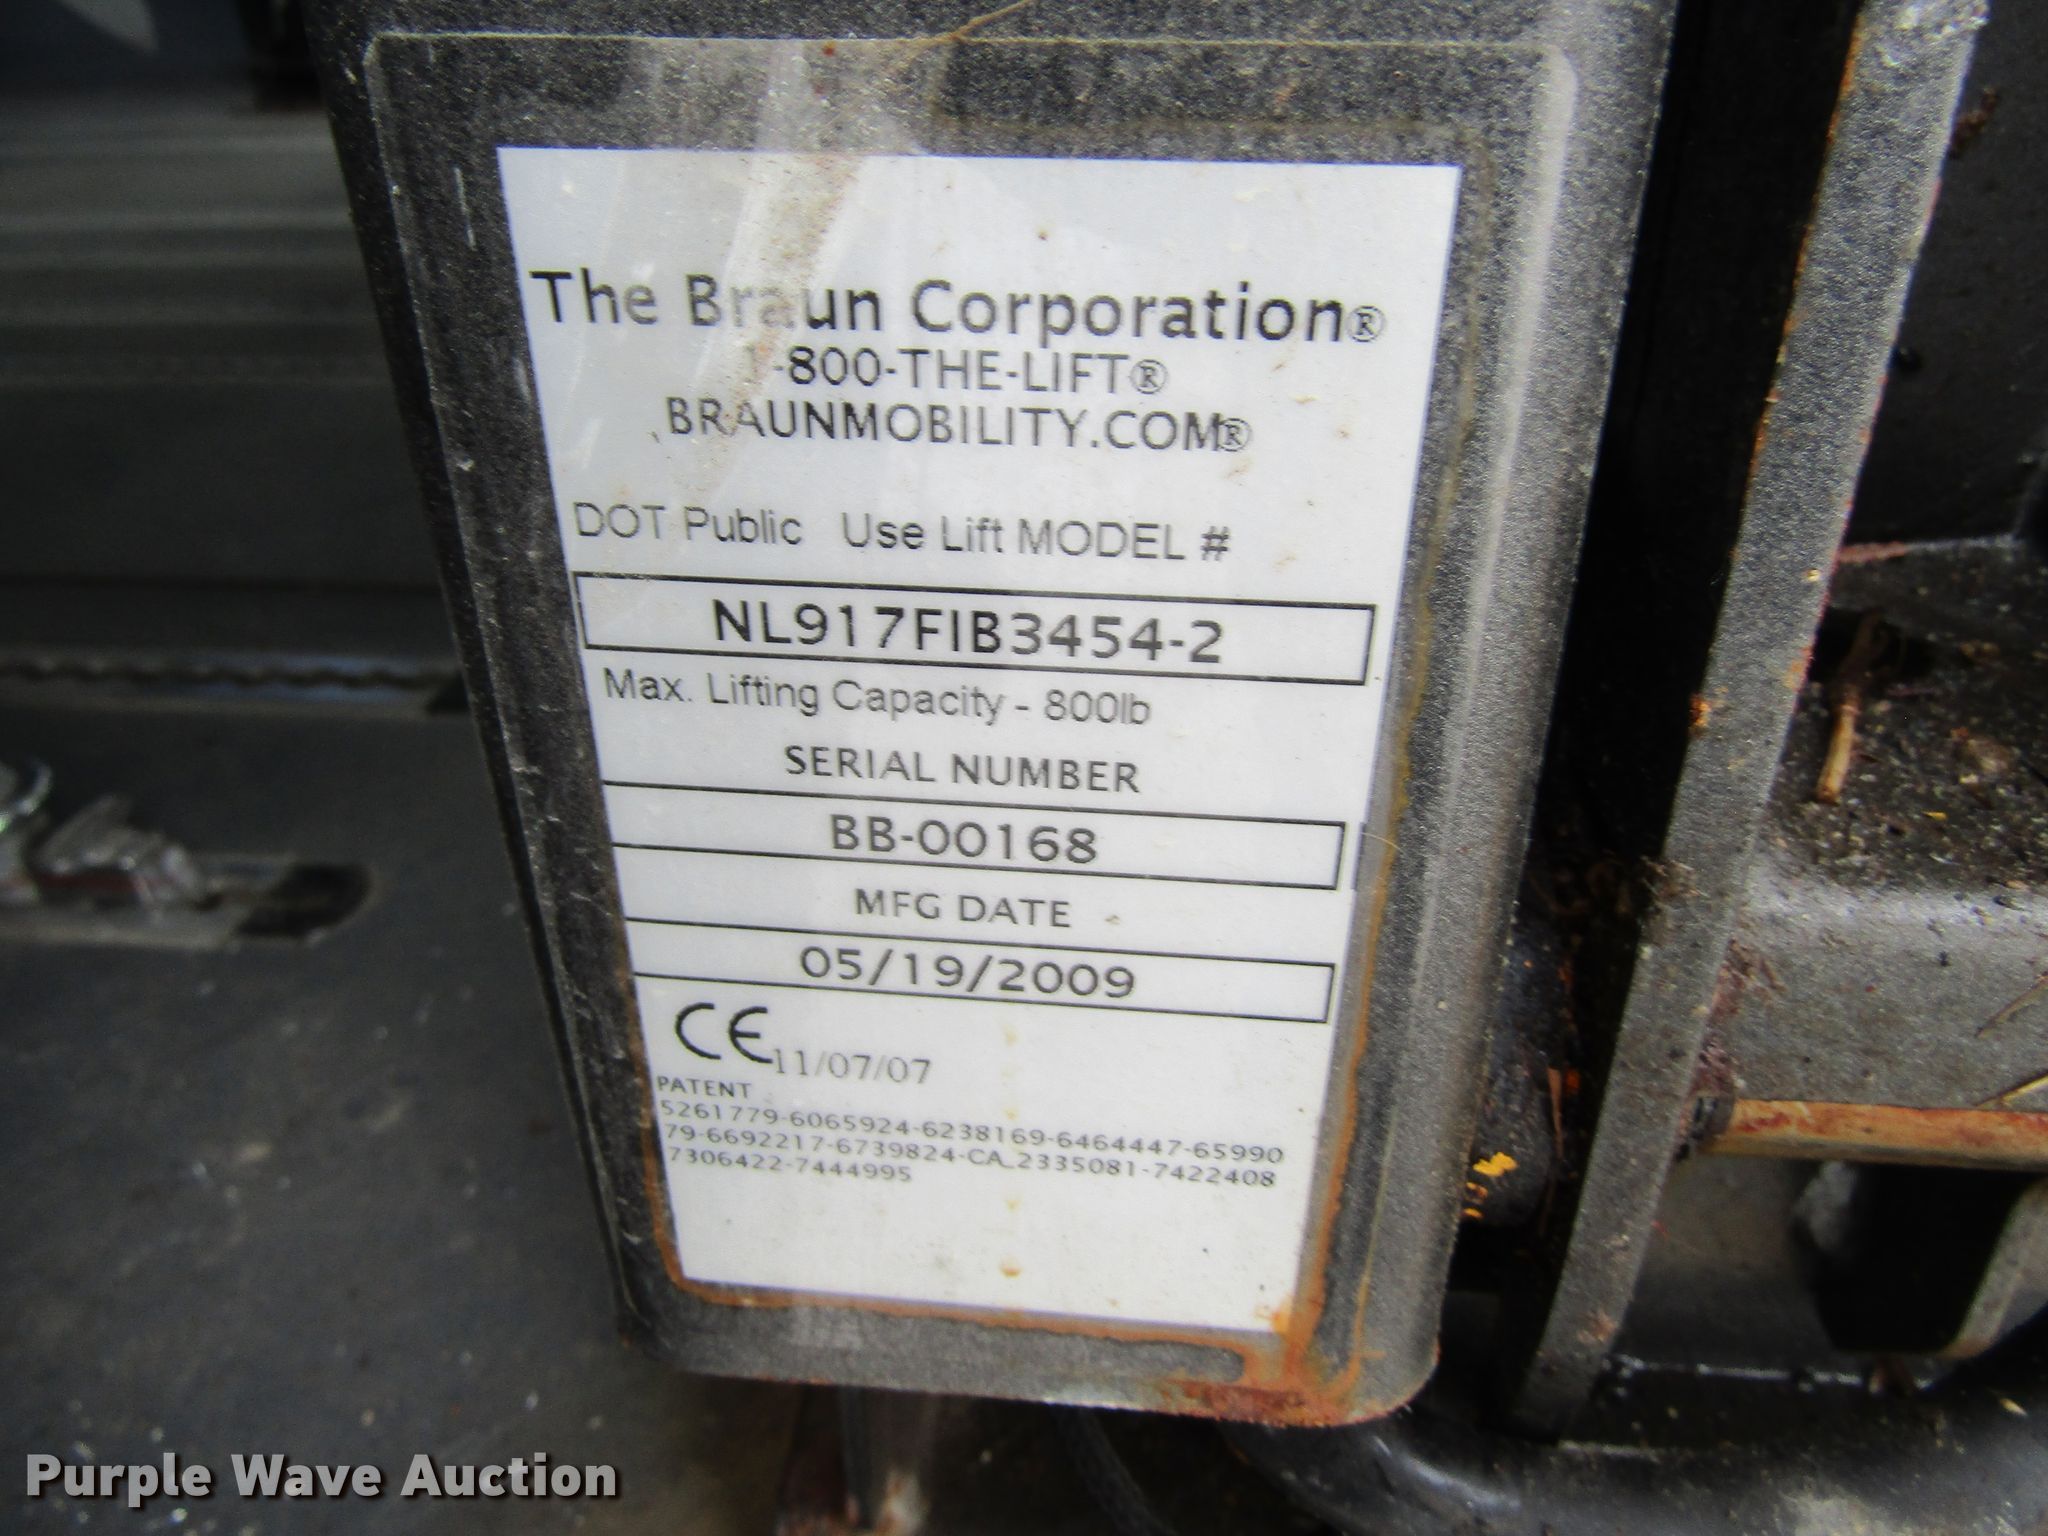 The Braun Corporation®
1-800-THE-LIFT®
BRAUNMOBILITY.COM®
DOT Public Use Lift MODEL #
NL917FIB3454-2
Max. Lifting Capacity - 800lb
SERIAL NUMBER
BB-00168
MFG DATE
05/19/2009
CE 11/07/07
PATENT
5261779-6065924-6238169-6464447-65990
79-6692217-6739824-CA_2335081-7422408
7306422-7444995
Purple Wave Auction